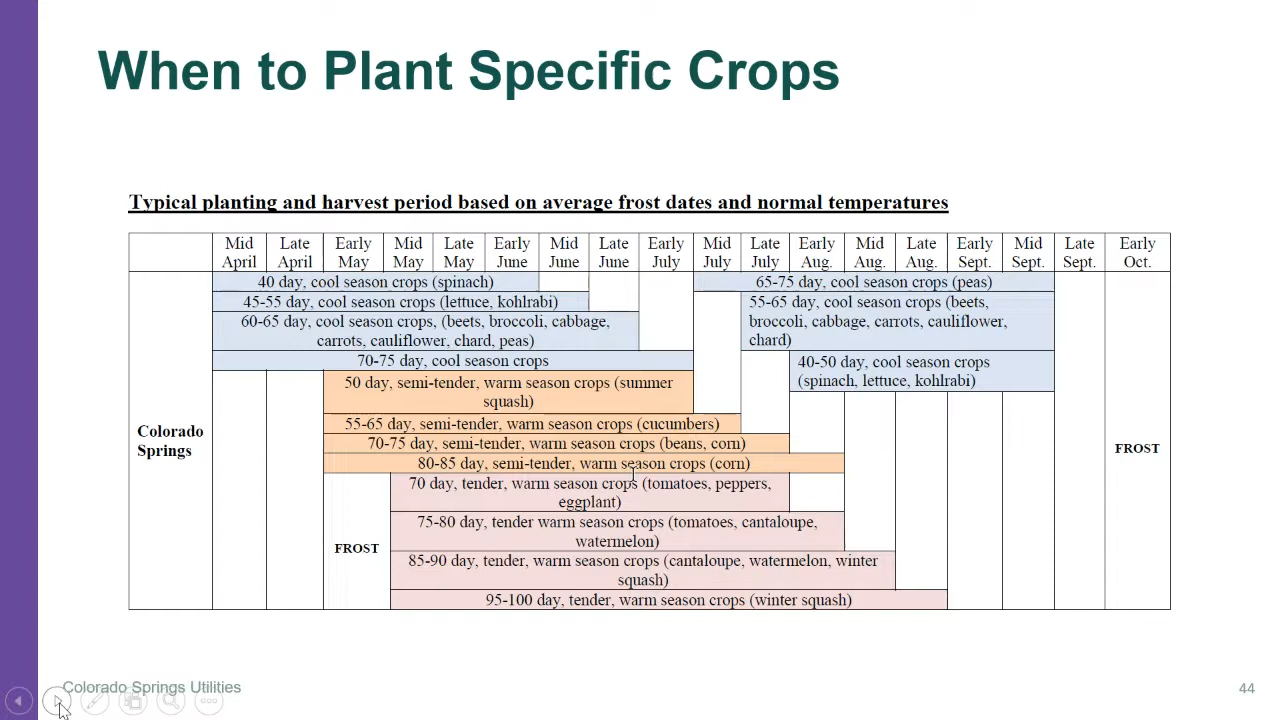 When to Plant Specific Crops
Typical planting and harvest period based on average frost dates and normal temperatures
Mid April
Late April
Early May
Mid May
Late May
Early June
Mid June
Late June
Early July
Mid July
Late July
Early Aug.
Mid Aug.
Late Aug.
Early Sept.
Mid Sept.
Late Sept.
Early Oct.
Colorado
Springs
40 day, cool season crops (spinach)
65-75 day, cool season crops (peas)
45-55 day, cool season crops (lettuce, kohlrabi)
55-65 day, cool season crops (beets,
broccoli, cabbage, carrots, cauliflower,
chard)
60-65 day, cool season crops, (beets, broccoli, cabbage,
carrots, cauliflower, chard, peas)
70-75 day, cool season crops
40-50 day, cool season crops
(spinach, lettuce, kohlrabi)
50 day, semi-tender, warm season crops (summer
squash)
55-65 day, semi-tender, warm season crops (cucumbers)
70-75 day, semi-tender, warm season crops (beans, corn)
80-85 day, semi-tender, warm season crops (corn)
FROST
70 day, tender, warm season crops (tomatoes, peppers,
eggplant)
75-80 day, tender warm season crops (tomatoes, cantaloupe,
watermelon)
85-90 day, tender, warm season crops (cantaloupe, watermelon, winter
squash)
95-100 day, tender, warm season crops (winter squash)
FROST
Colorado Springs Utilities
44